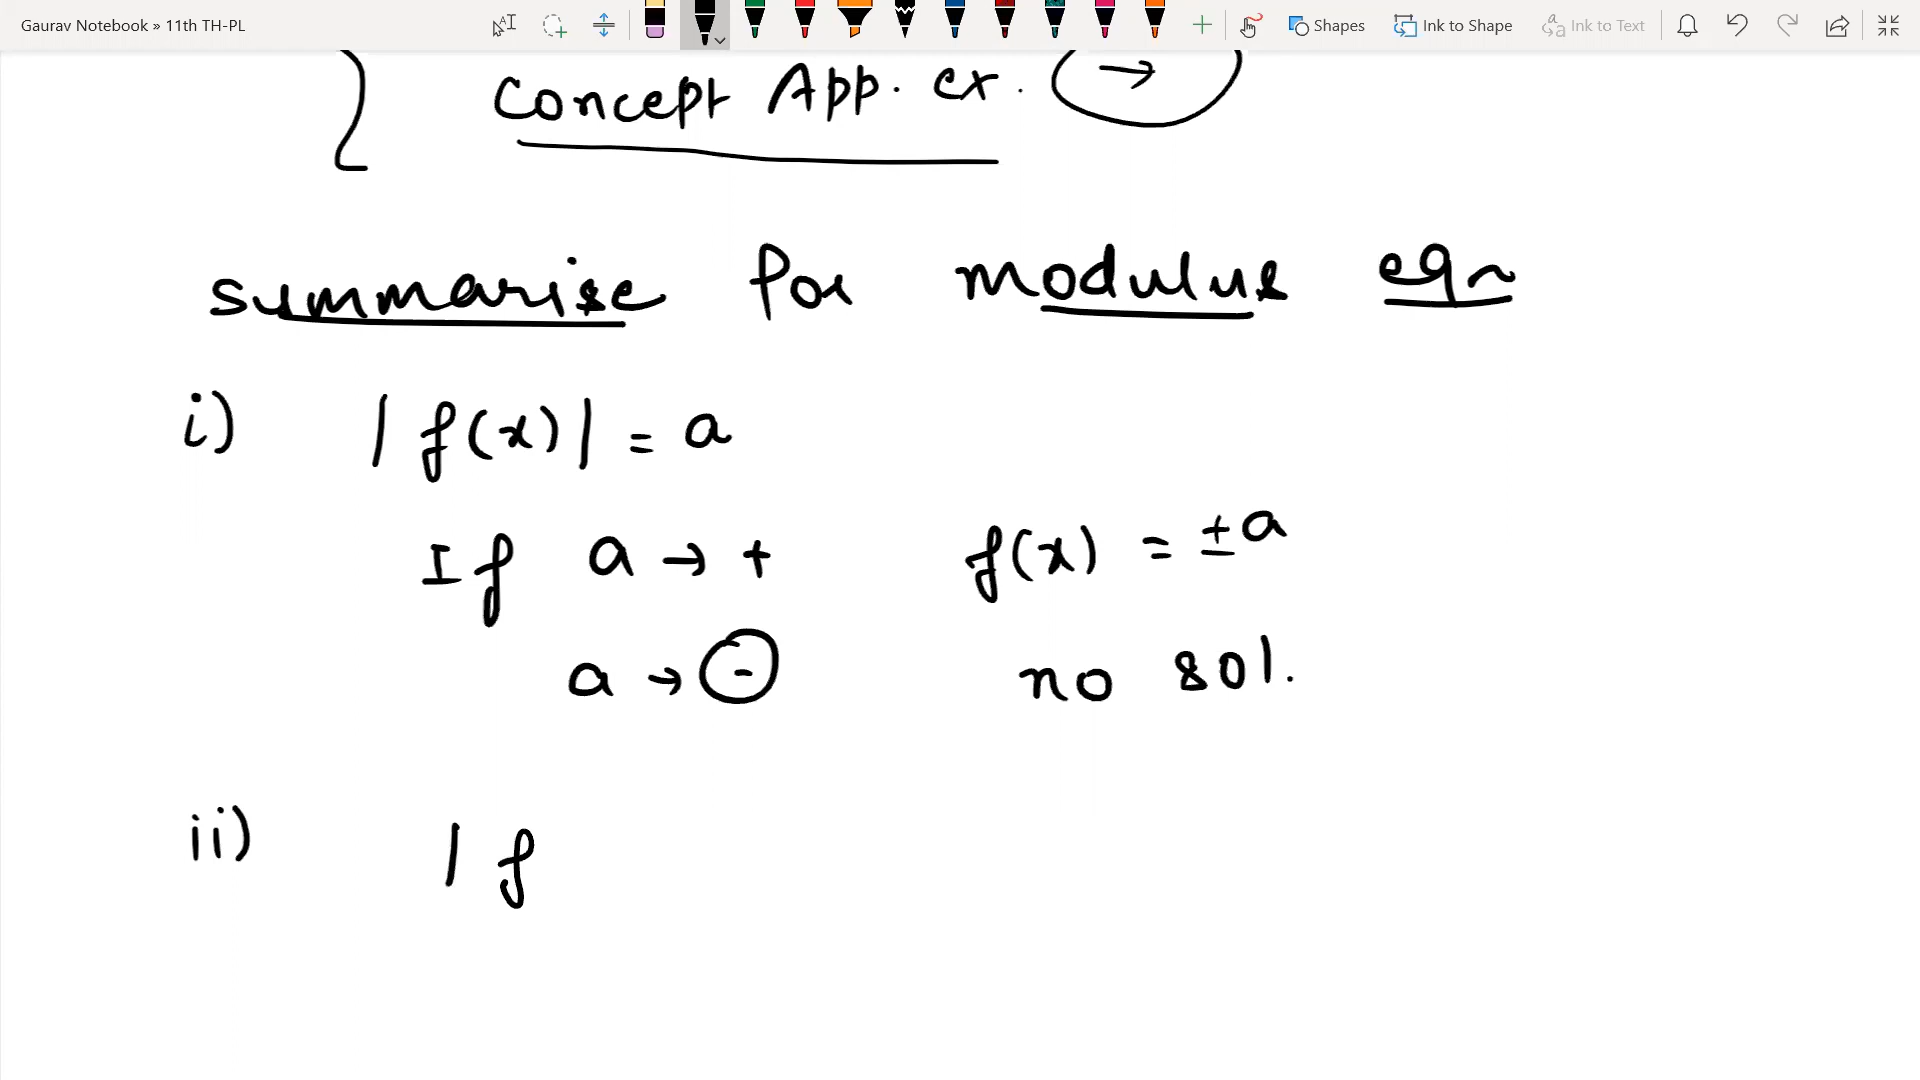 Gaurav Notebook » 11th TH-PL
Shapes
Ink to Shape
Ink to Text
Concept App. ex. →
summarise for modulus eqn
i) |f(x)| = a
If a → + f(x) = ±a
a → - no sol.
ii) |f